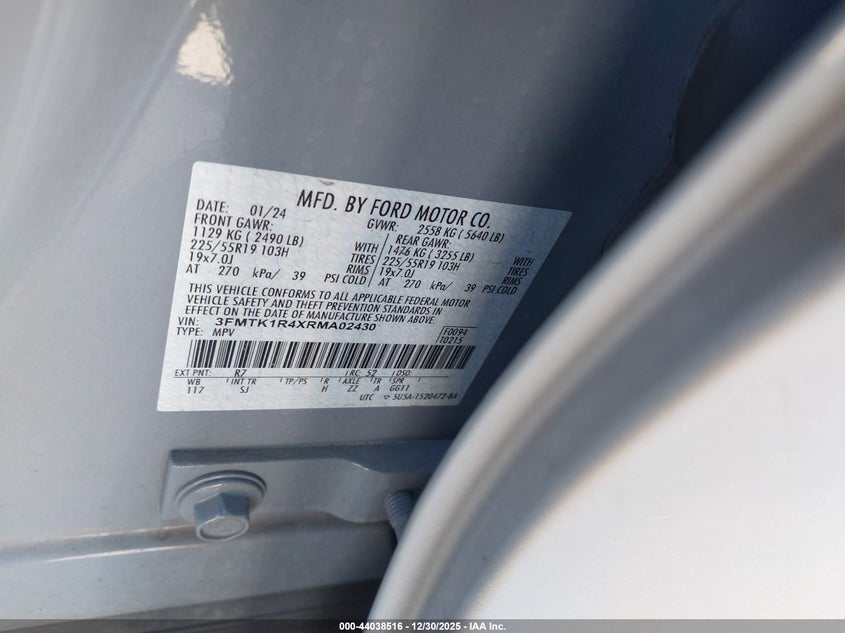 MFD. BY FORD MOTOR CO.
DATE: 01/24 GVWR: 2558 KG ( 5640 LB)
FRONT GAWR: REAR GAWR:
1129 KG ( 2490 LB) WITH 1476 KG ( 3255 LB) WITH
225/55R19 103H TIRES 225/55R19 103H TIRES
19x7.0J RIMS 19x7.0J RIMS
AT 270 kPa/ 39 PSI COLD AT 270 kPa/ 39 PSI COLD
THIS VEHICLE CONFORMS TO ALL APPLICABLE FEDERAL MOTOR
VEHICLE SAFETY AND THEFT PREVENTION STANDARDS IN
EFFECT ON THE DATE OF MANUFACTURE SHOWN ABOVE.
VIN: 3FMTK1R4XRMA02430 F0094
TYPE: MPV T0215
EXT PNT: R7 RC: 52 DSO:
WB INT TR TP/PS R AXLE TR SPR
117 SJ H ZZ A GG11
UTC ▽ 5U5A-1520472-BA
000-44038516 - 12/30/2025 - IAA Inc.